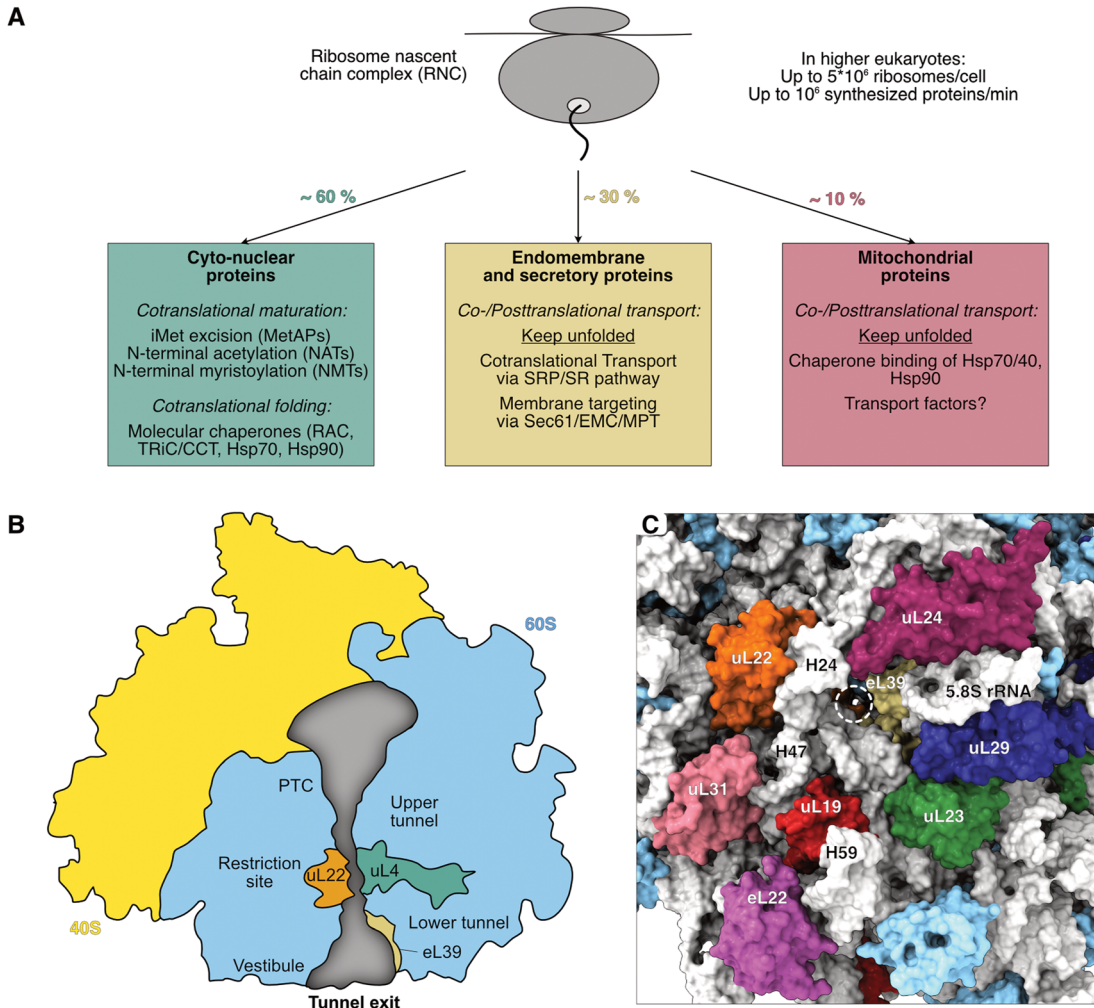 A
Ribosome nascent
chain complex (RNC)
In higher eukaryotes:
Up to 5*10⁶ ribosomes/cell
Up to 10⁶ synthesized proteins/min
~ 60 %
~ 30 %
~ 10 %
Cyto-nuclear
proteins
Cotranslational maturation:
iMet excision (MetAPs)
N-terminal acetylation (NATs)
N-terminal myristoylation (NMTs)
Cotranslational folding:
Molecular chaperones (RAC,
TRiC/CCT, Hsp70, Hsp90)
Endomembrane
and secretory proteins
Co-/Posttranslational transport:
Keep unfolded
Cotranslational Transport
via SRP/SR pathway
Membrane targeting
via Sec61/EMC/MPT
Mitochondrial
proteins
Co-/Posttranslational transport:
Keep unfolded
Chaperone binding of Hsp70/40,
Hsp90
Transport factors?
B
60S
PTC
Upper
tunnel
Restriction
site
uL22
uL4
Lower tunnel
40S
eL39
Vestibule
Tunnel exit
C
uL24
uL22
H24
eL39
5.8S rRNA
H47
uL29
uL31
uL19
uL23
H59
eL22